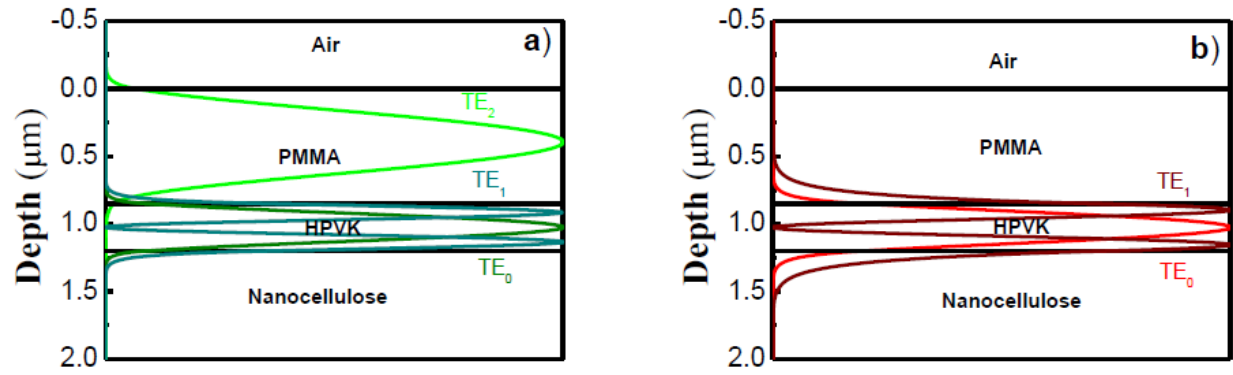 a)
-0.5
0.0
0.5
1.0
1.5
2.0
Depth (μm)
Air
TE2
PMMA
TE1
HPVK
TE0
Nanocellulose
b)
-0.5
0.0
0.5
1.0
1.5
2.0
Depth (μm)
Air
PMMA
TE1
HPVK
TE0
Nanocellulose